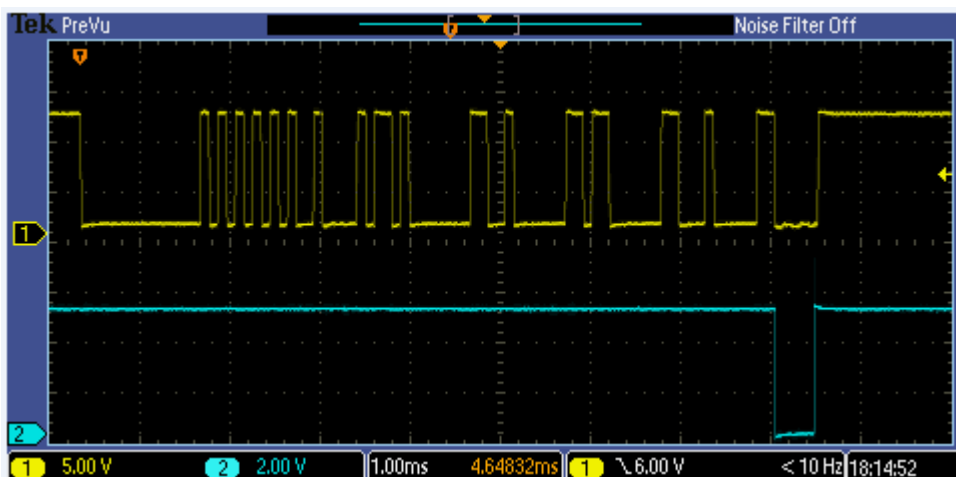 Tek PreVu Noise Filter Off
T
T
1
2
1 5.00 V 2 2.00 V 1.00ms 4.64832ms 1 \ 6.00 V < 10 Hz 18:14:52